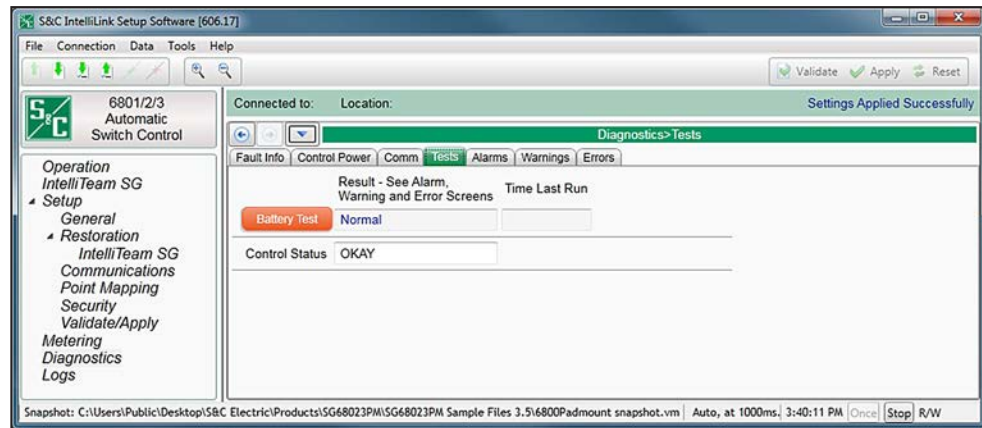 S&C IntelliLink Setup Software [606.17]
File Connection Data Tools Help
Validate Apply Reset
S&C
6801/2/3
Automatic
Switch Control
Connected to: Location: Settings Applied Successfully
Diagnostics>Tests
Fault Info Control Power Comm Tests Alarms Warnings Errors
Operation
IntelliTeam SG
Setup
General
Restoration
IntelliTeam SG
Communications
Point Mapping
Security
Validate/Apply
Metering
Diagnostics
Logs
Result - See Alarm,
Warning and Error Screens
Time Last Run
Battery Test Normal
Control Status OKAY
Snapshot: C:\Users\Public\Desktop\S&C Electric\Products\SG68023PM\SG68023PM Sample Files 3.5\6800Padmount snapshot.vm Auto, at 1000ms. 3:40:11 PM Once Stop R/W